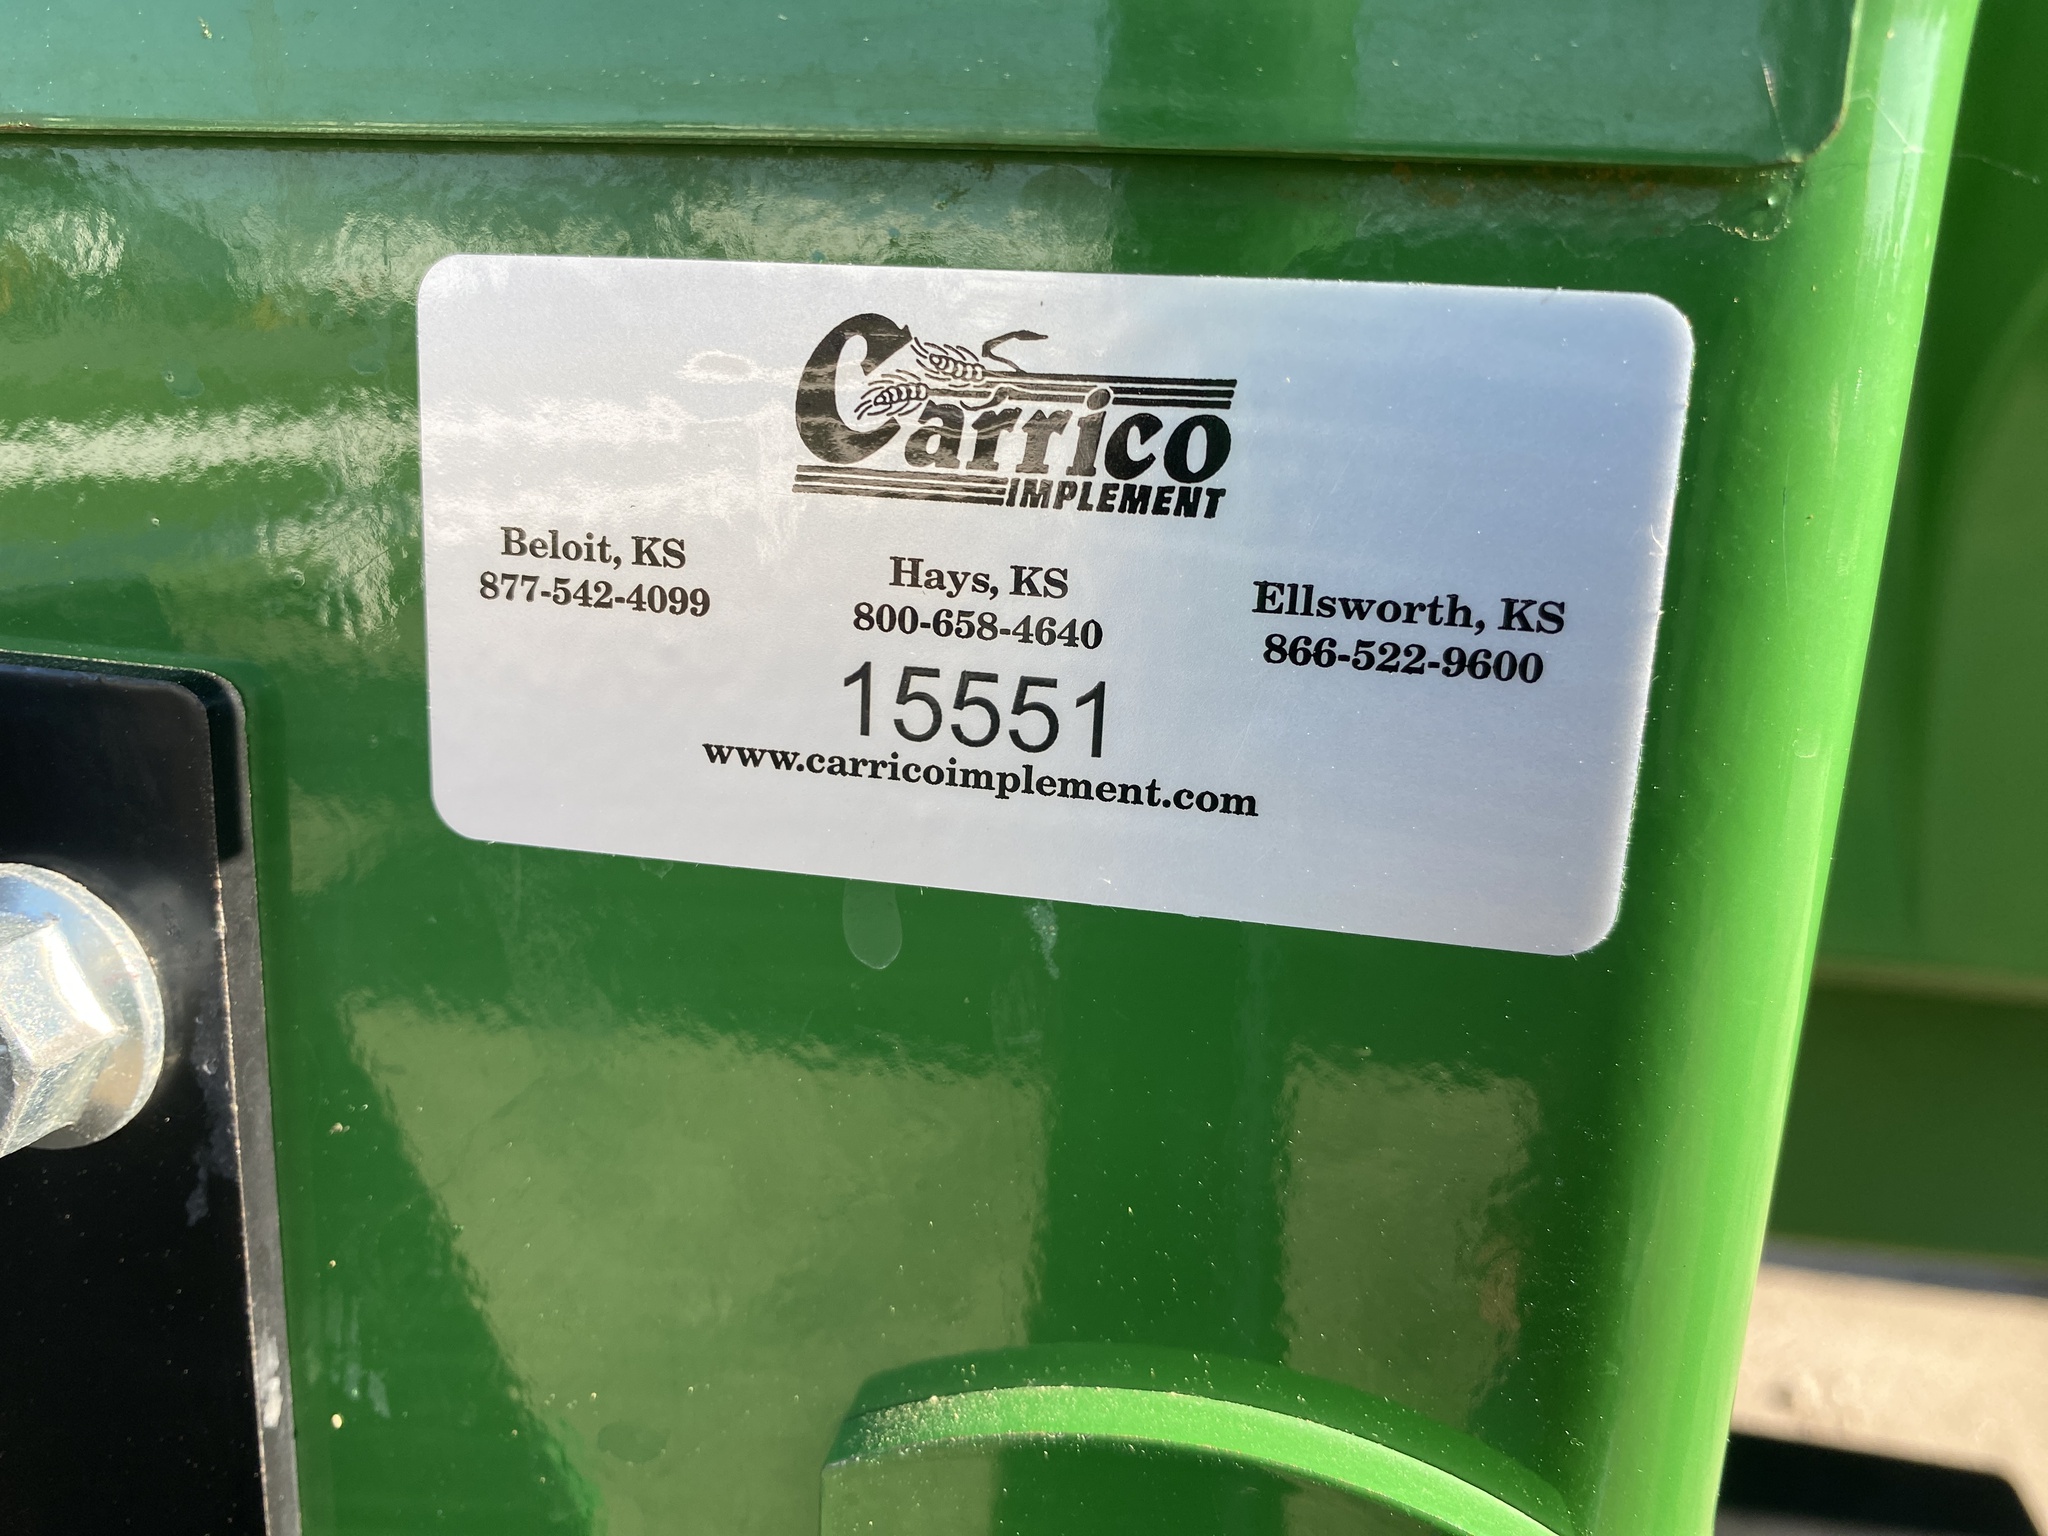 Carrico
IMPLEMENT
Beloit, KS
877-542-4099
Hays, KS
800-658-4640
Ellsworth, KS
866-522-9600
15551
www.carricoimplement.com